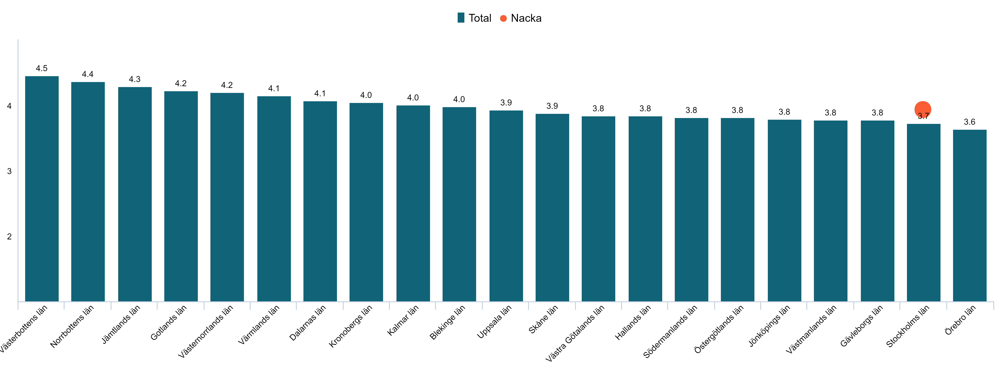 Total Nacka
4.5 4.4 4.3 4.2 4.2 4.1 4.1 4.0 4.0 4.0 3.9 3.9 3.8 3.8 3.8 3.8 3.8 3.8 3.8 3.7 3.6
4
3
2
Västerbottens län
Norrbottens län
Jämtlands län
Gotlands län
Västernorrlands län
Värmlands län
Dalarnas län
Kronobergs län
Kalmar län
Blekinge län
Uppsala län
Skåne län
Västra Götalands län
Hallands län
Södermanlands län
Östergötlands län
Jönköpings län
Västmanlands län
Gävleborgs län
Stockholms län
Örebro län